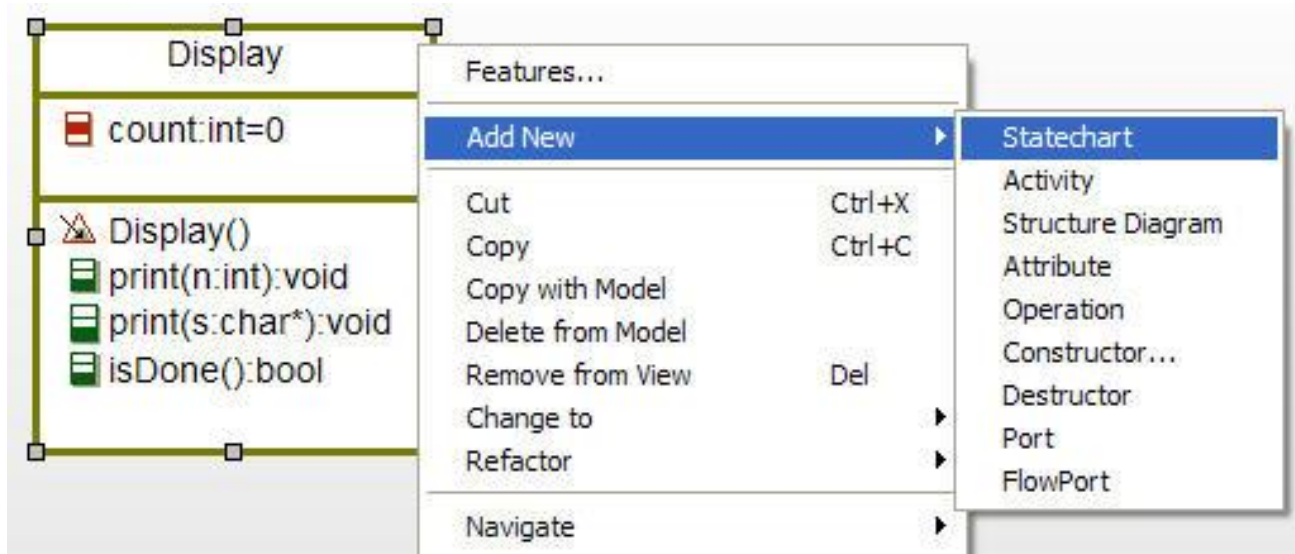 Display
count:int=0
Display()
print(n:int):void
print(s:char*):void
isDone():bool
Features...
Add New
Cut Ctrl+X
Copy Ctrl+C
Copy with Model
Delete from Model
Remove from View Del
Change to
Refactor
Navigate
Statechart
Activity
Structure Diagram
Attribute
Operation
Constructor...
Destructor
Port
FlowPort